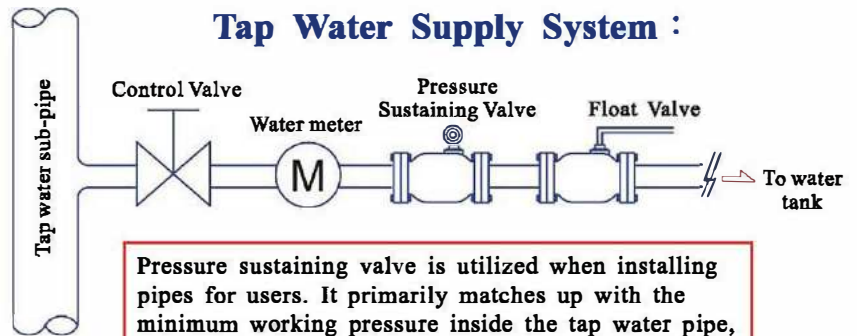 Tap Water Supply System :
Control Valve
Water meter
Pressure
Sustaining Valve
Float Valve
Tap water sub-pipe
M
To water
tank
Pressure sustaining valve is utilized when installing
pipes for users. It primarily matches up with the
minimum working pressure inside the tap water pipe,